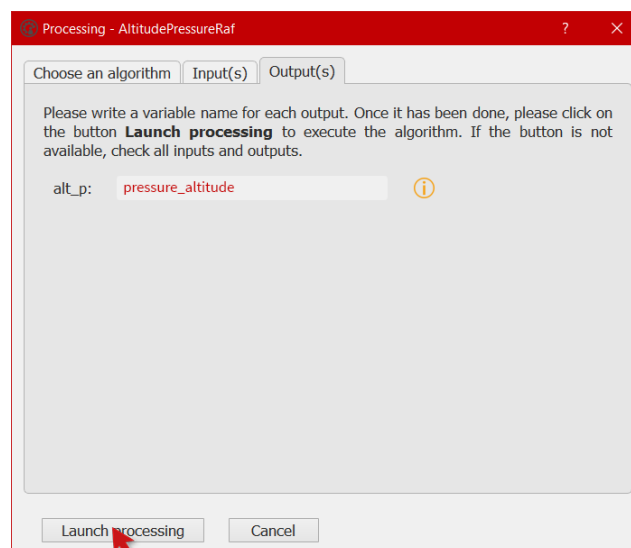 Processing - AltitudePressureRaf ? ×
Choose an algorithm Input(s) Output(s)
Please write a variable name for each output. Once it has been done, please click on
the button Launch processing to execute the algorithm. If the button is not
available, check all inputs and outputs.
alt_p: pressure_altitude
Launch processing Cancel